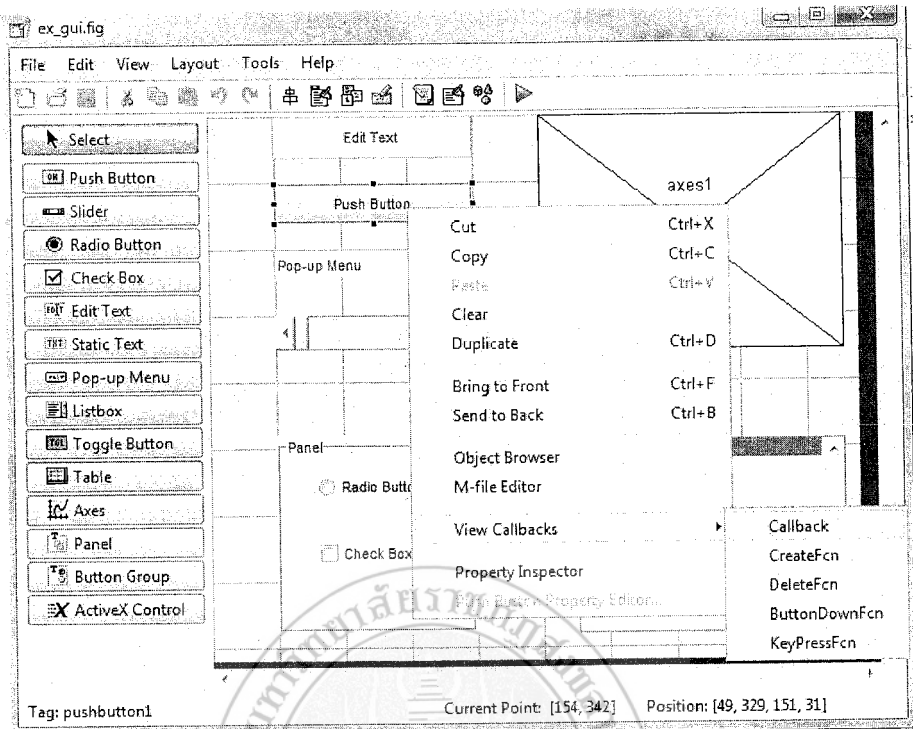 ex_gui.fig
File Edit View Layout Tools Help
Select
Push Button
Slider
Radio Button
Check Box
Edit Text
Static Text
Pop-up Menu
Listbox
Toggle Button
Table
Axes
Panel
Button Group
ActiveX Control
Edit Text
Push Button
Pop-up Menu
axes1
Panel
Radio Butto
Check Box
Cut Ctrl+X
Copy Ctrl+C
Paste Ctrl+V
Clear
Duplicate Ctrl+D
Bring to Front Ctrl+F
Send to Back Ctrl+B
Object Browser
M-file Editor
View Callbacks
Property Inspector
Push Button Property Editor...
Callback
CreateFcn
DeleteFcn
ButtonDownFcn
KeyPressFcn
Tag: pushbutton1
Current Point: [154, 342]
Position: [49, 329, 151, 31]